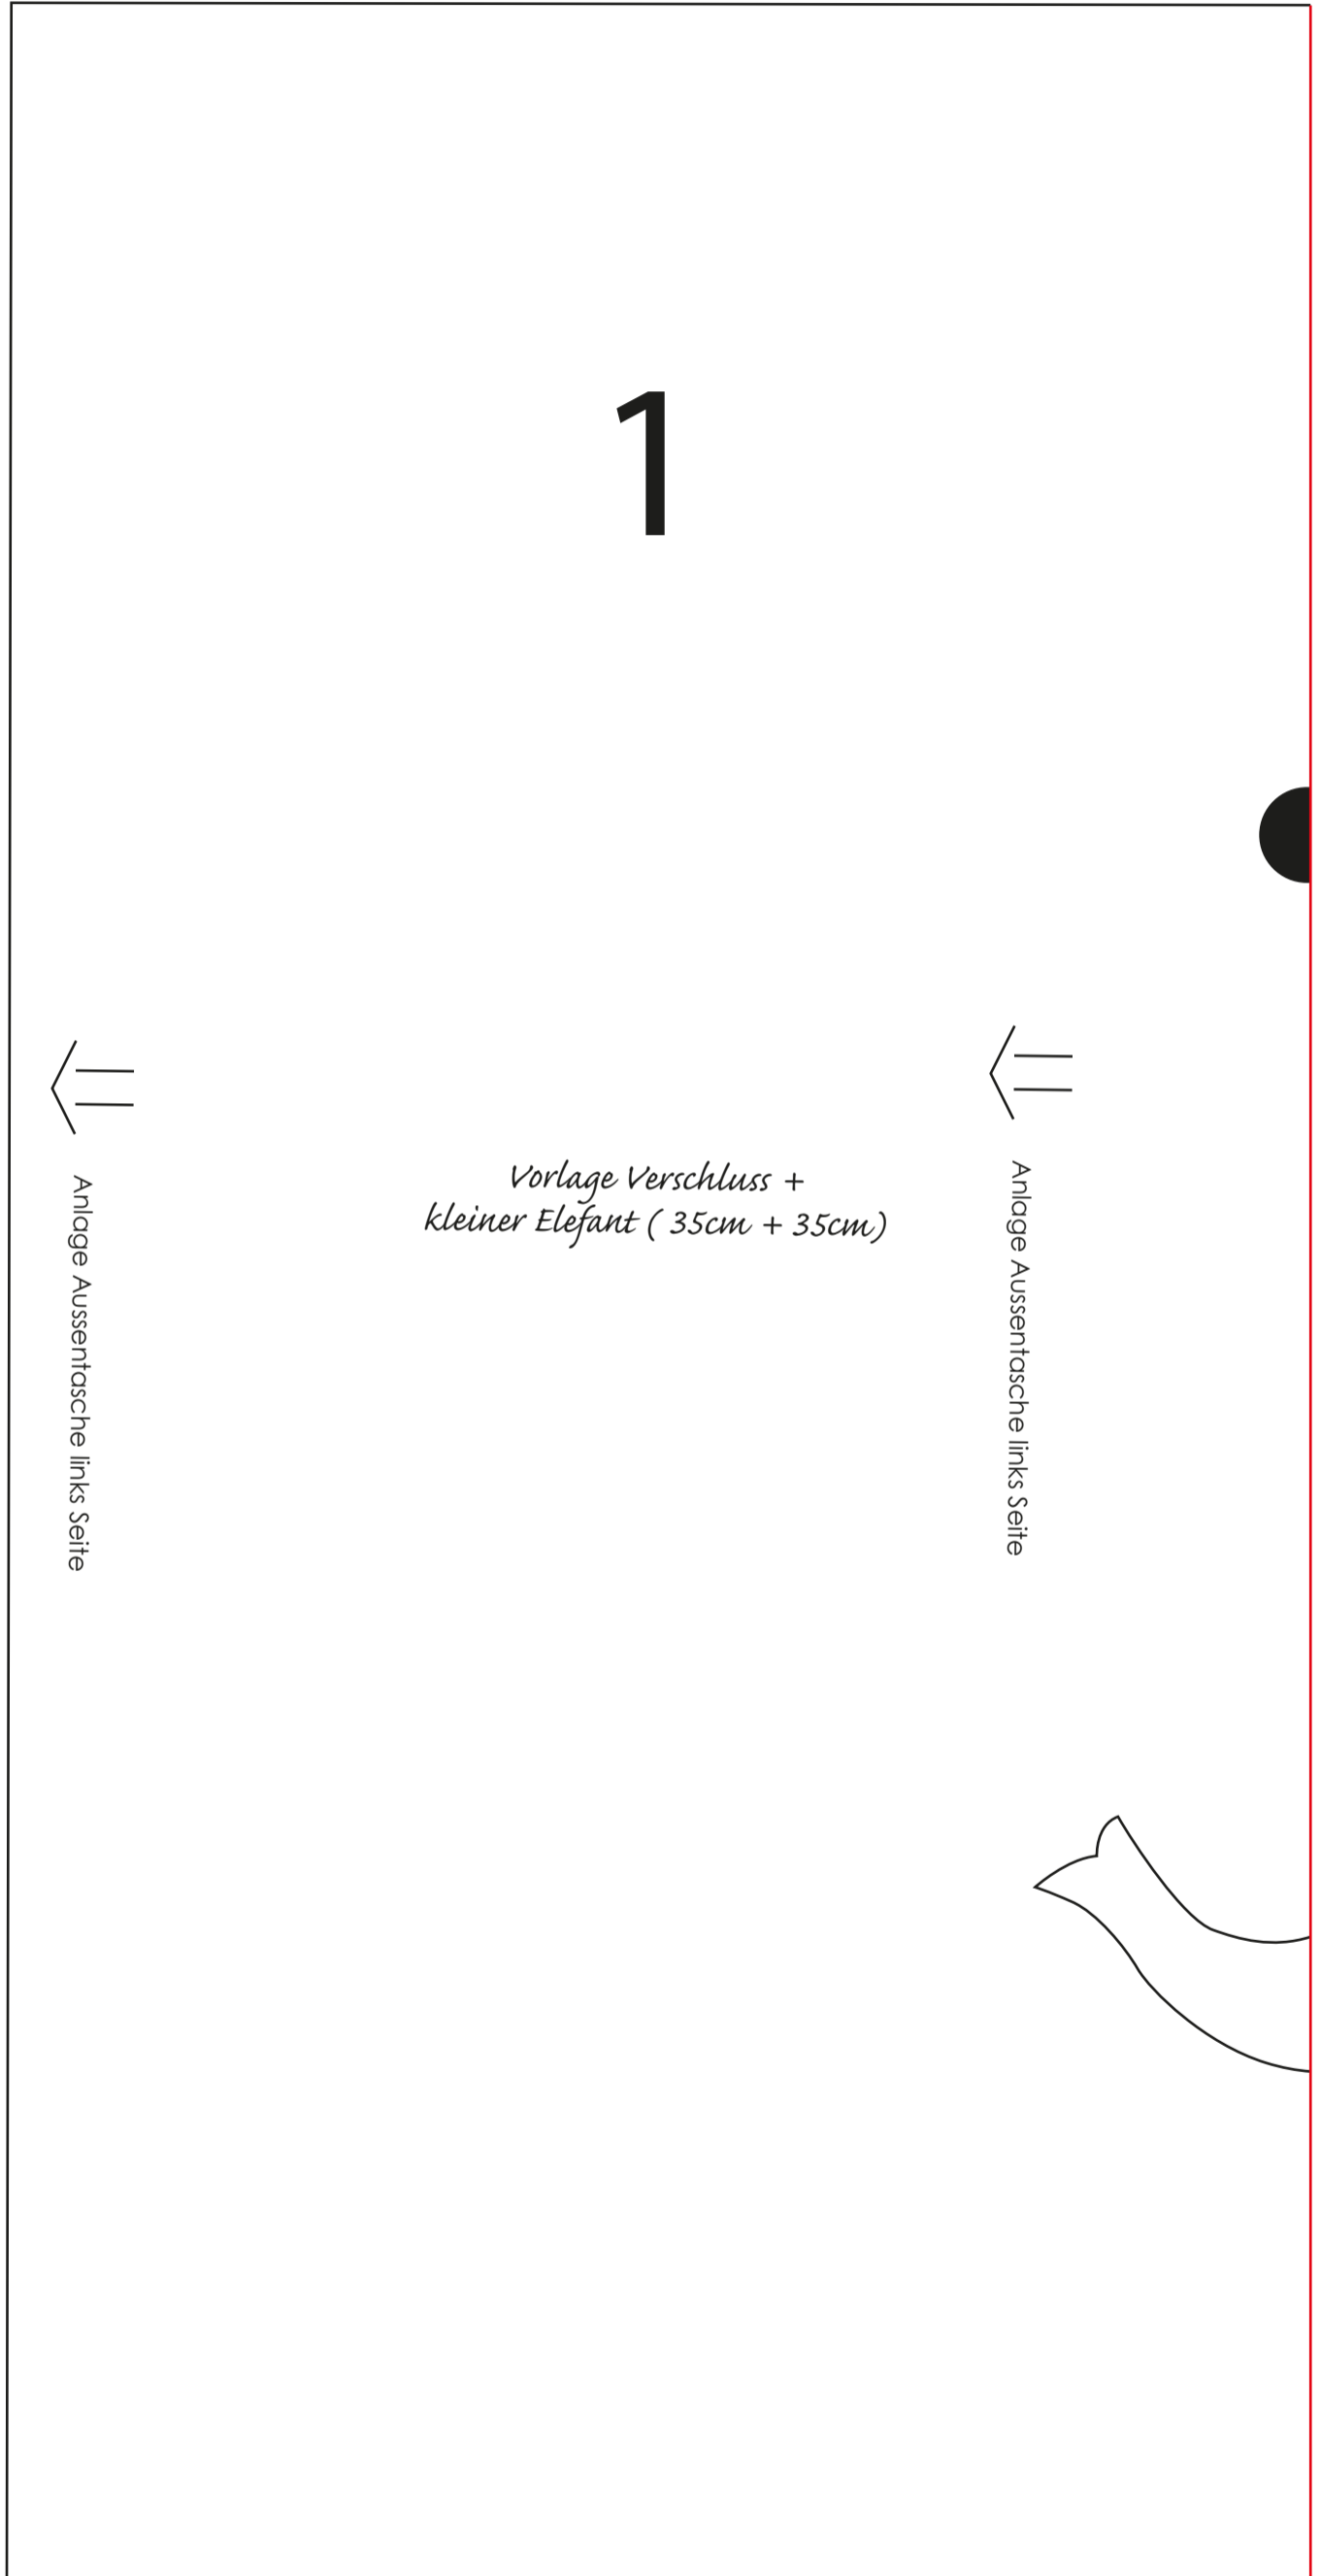 1
Vorlage Verschluss +
kleiner Elefant ( 35cm + 35cm)
Anlage Aussentasche links Seite
Anlage Aussentasche links Seite